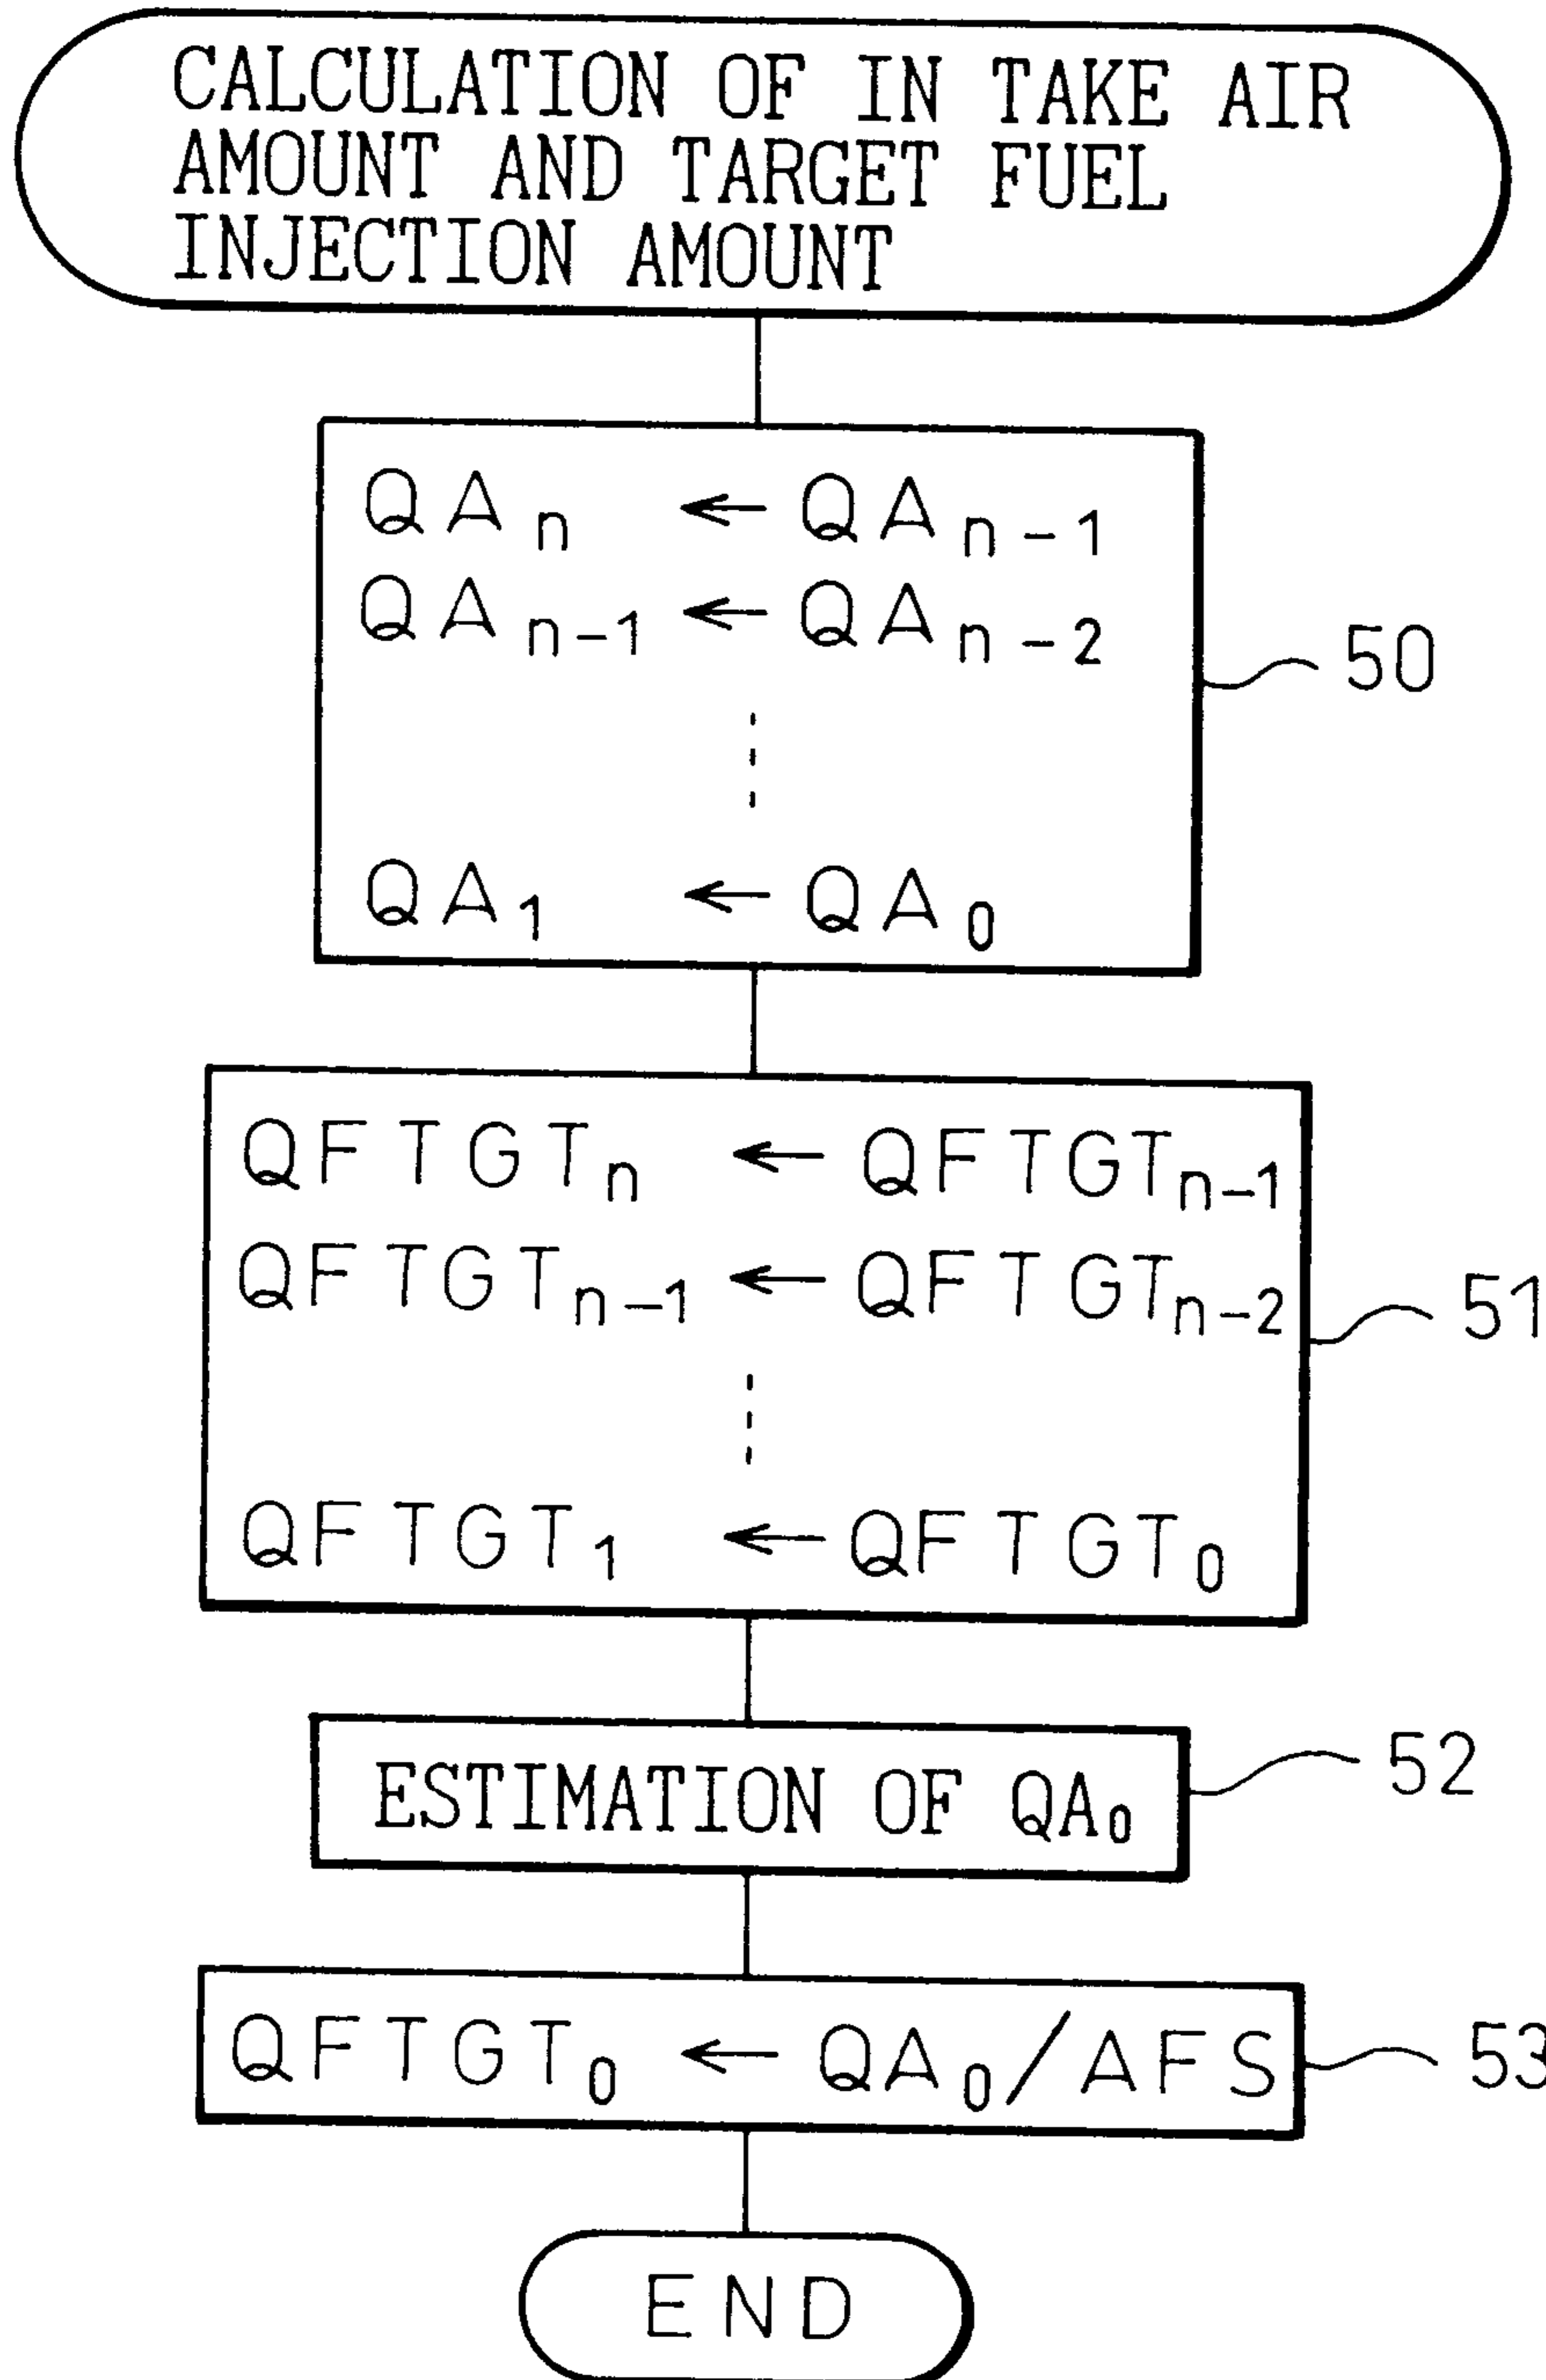 CALCULATION OF IN TAKE AIR
AMOUNT AND TARGET FUEL
INJECTION AMOUNT
QAₙ ← QAₙ₋₁
QAₙ₋₁ ← QAₙ₋₂
50
QA₁ ← QA₀
QFTGTₙ ← QFTGTₙ₋₁
QFTGTₙ₋₁ ← QFTGTₙ₋₂
51
QFTGT₁ ← QFTGT₀
ESTIMATION OF QA₀
52
QFTGT₀ ← QA₀/AFS
53
END